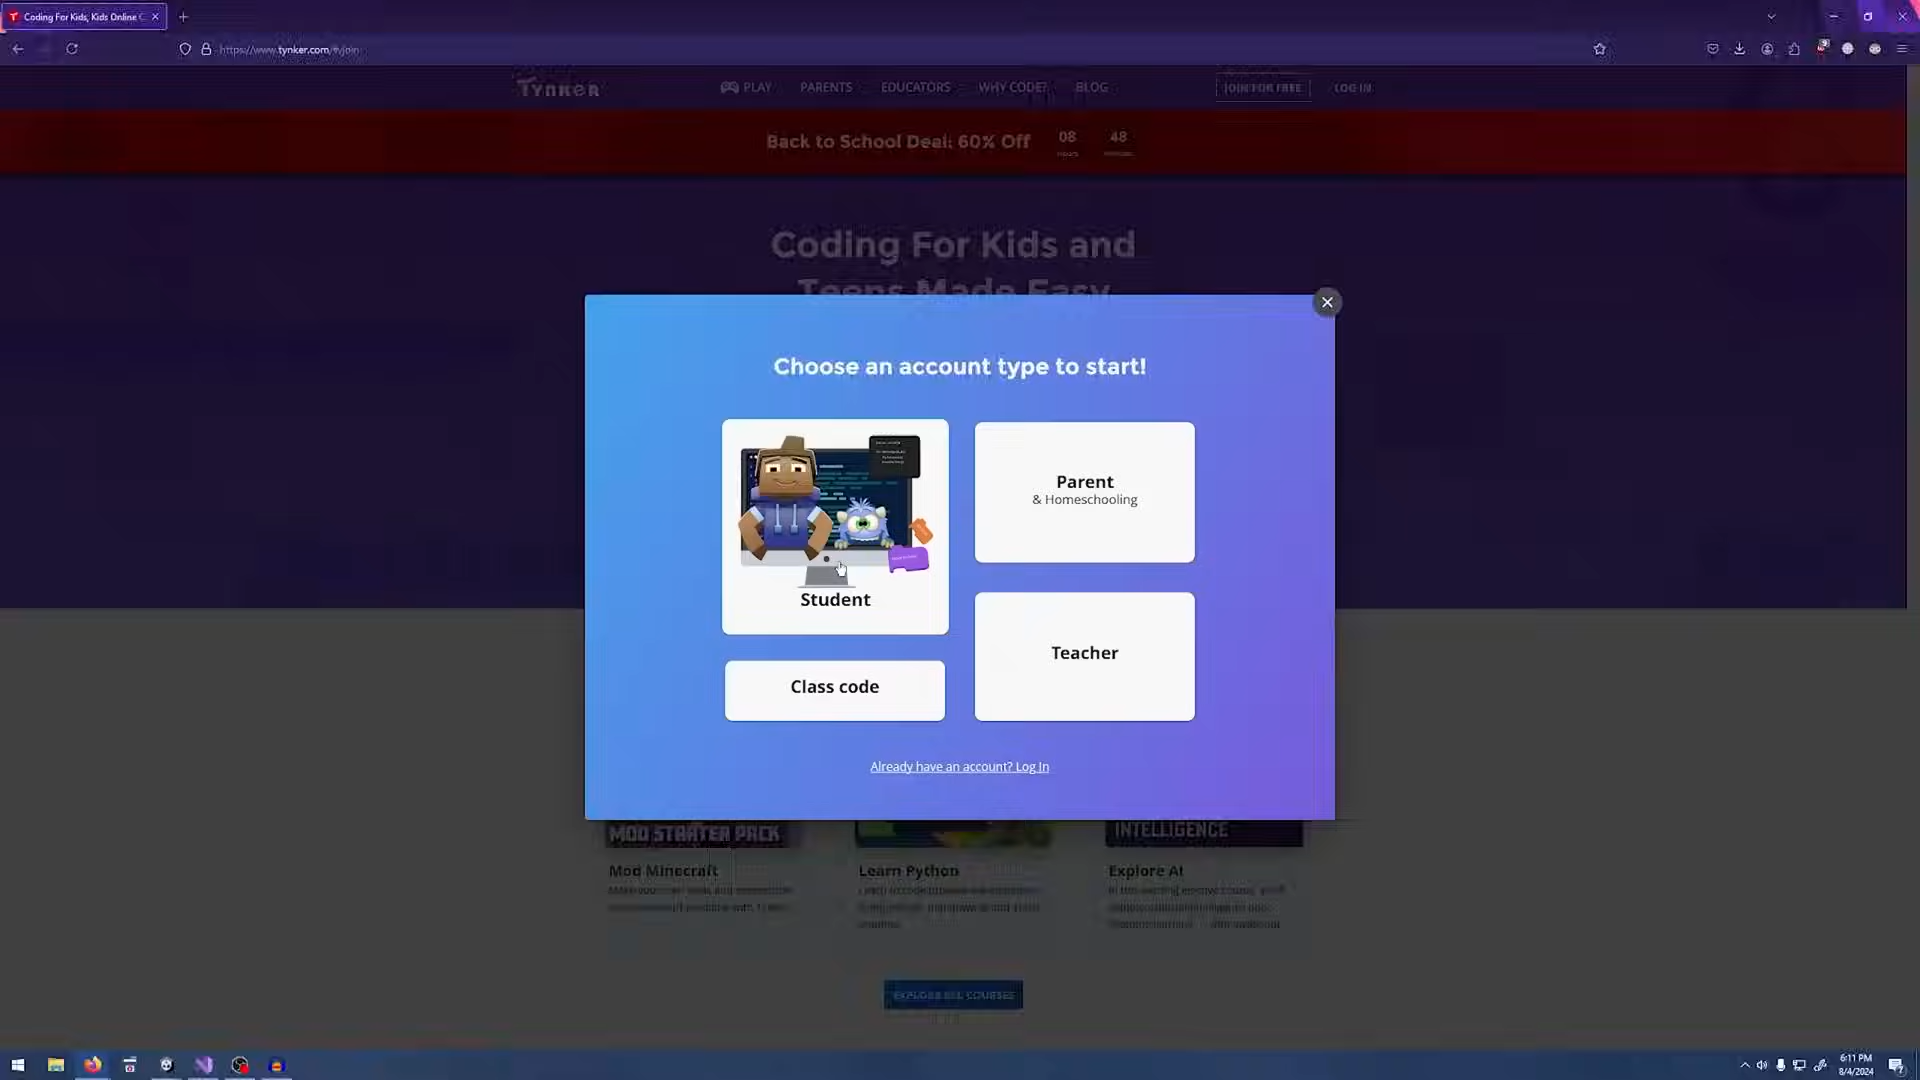 Coding For Kids, Kids Online C
https://www.tynker.com/#/join
Tynker
PLAY
PARENTS
EDUCATORS
WHY CODE?
BLOG
JOIN FOR FREE
LOG IN
Back to School Deal: 60% Off
08
48
Coding For Kids and
Teens Made Easy
Choose an account type to start!
Student
Parent
& Homeschooling
Class code
Teacher
Already have an account? Log In
MOD STARTER PACK
INTELLIGENCE
Mod Minecraft
Learn Python
Explore AI
EXPLORE ALL COURSES
6:11 PM
8/4/2024